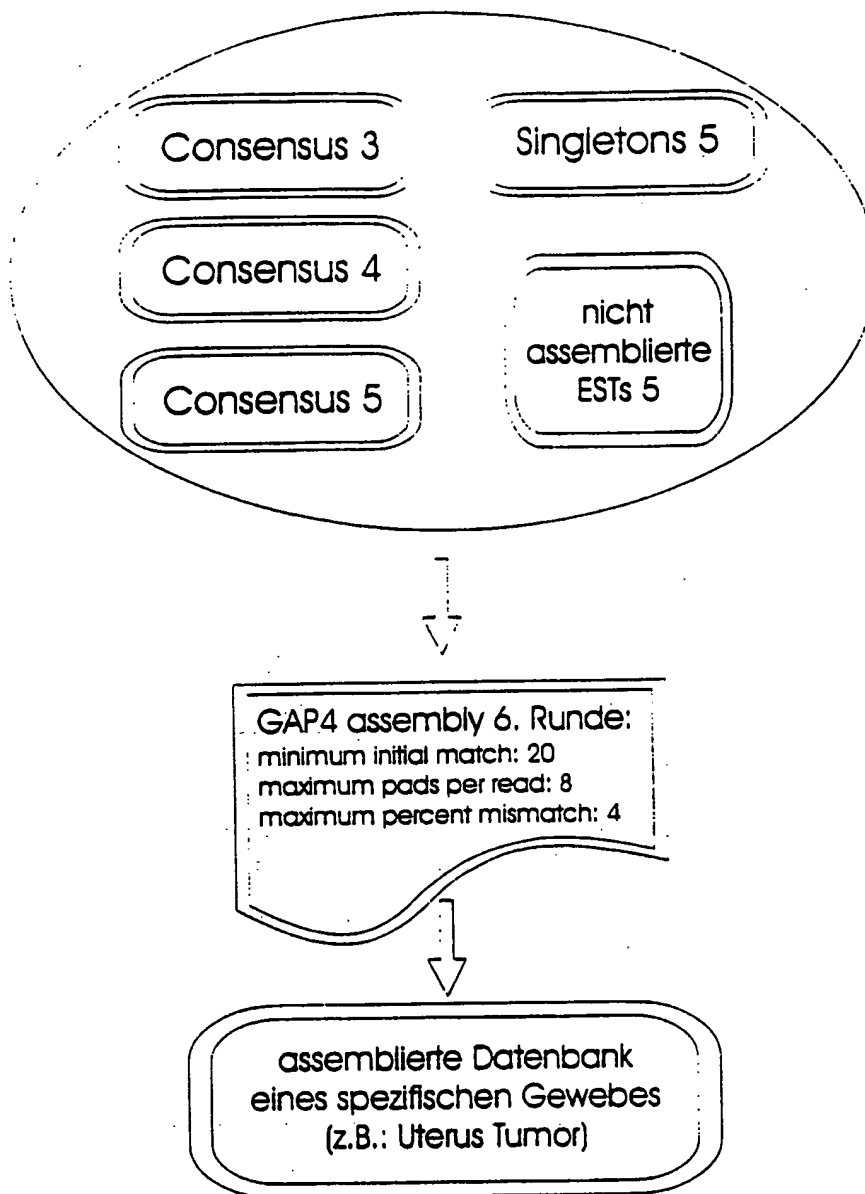 Consensus 3
Singletons 5
Consensus 4
nicht
assemblierte
ESTs 5
Consensus 5
GAP4 assembly 6. Runde:
minimum initial match: 20
maximum pads per read: 8
maximum percent mismatch: 4
assemblierte Datenbank
eines spezifischen Gewebes
(z.B.: Uterus Tumor)